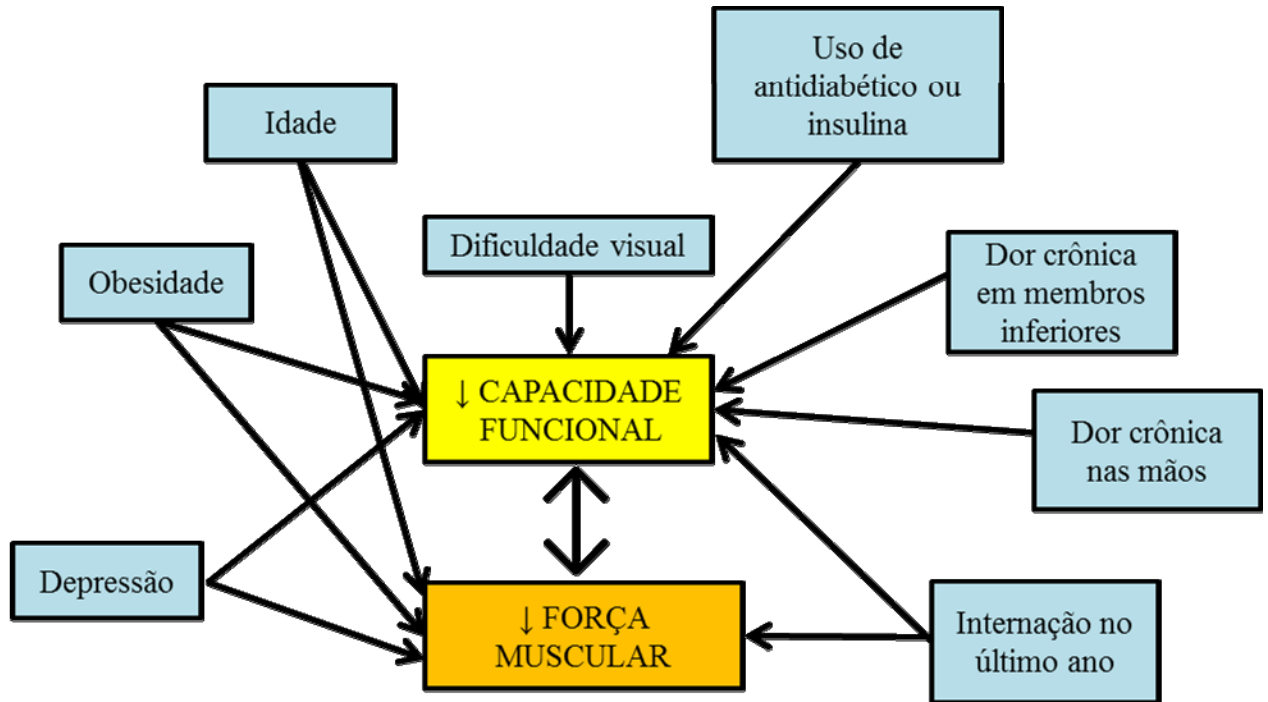 Uso de
antidiabético ou
insulina
Idade
Dificuldade visual
Obesidade
Dor crônica
em membros
inferiores
↓ CAPACIDADE
FUNCIONAL
Dor crônica
nas mãos
Depressão
↓ FORÇA
MUSCULAR
Internação no
último ano